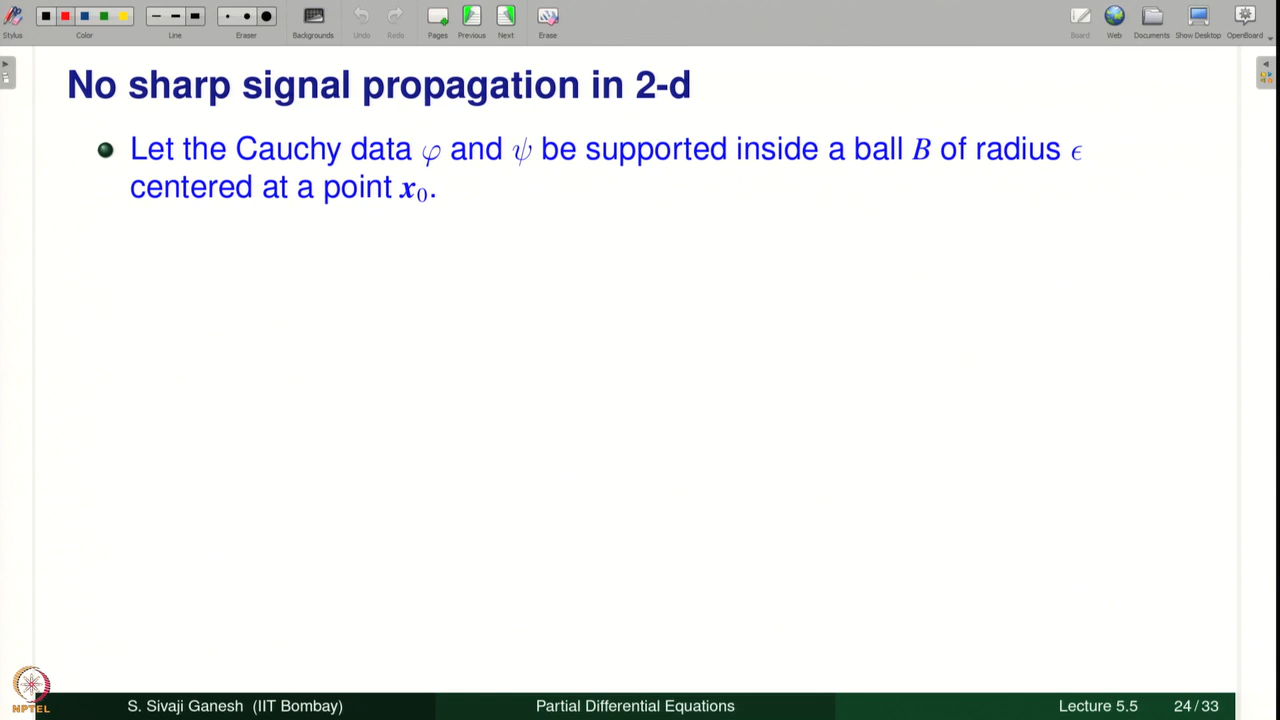 Stylus Color Line Eraser Backgrounds Undo Redo Pages Previous Next Erase Board Web Documents Show Desktop OpenBoard
No sharp signal propagation in 2-d
Let the Cauchy data φ and ψ be supported inside a ball B of radius ϵ
centered at a point x₀.
NPTEL
S. Sivaji Ganesh (IIT Bombay) Partial Differential Equations Lecture 5.5 24/33